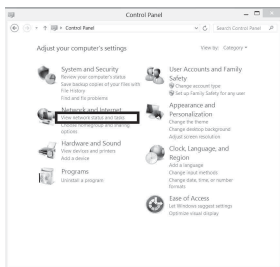 Control Panel
Control Panel
Search Control Panel
Adjust your computer's settings
View by: Category
System and Security
Review your computer's status
Save backup copies of your files with File History
Find and fix problems
Network and Internet
View network status and tasks
Choose homegroup and sharing options
Hardware and Sound
View devices and printers
Add a device
Programs
Uninstall a program
User Accounts and Family Safety
Change account type
Set up Family Safety for any user
Appearance and Personalization
Change the theme
Change desktop background
Adjust screen resolution
Clock, Language, and Region
Add a language
Change input methods
Change date, time, or number formats
Ease of Access
Let Windows suggest settings
Optimize visual display